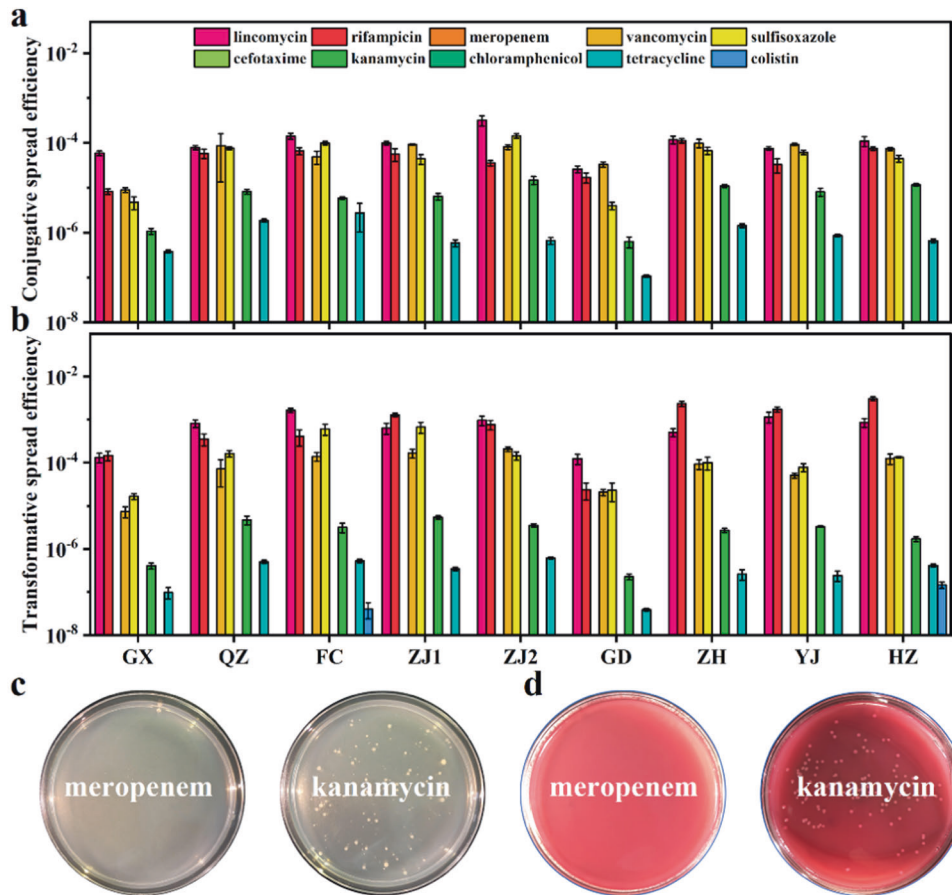 a
lincomycin rifampicin meropenem vancomycin sulfisoxazole
cefotaxime kanamycin chloramphenicol tetracycline colistin
Conjugative spread efficiency
10⁻²
10⁻⁴
10⁻⁶
10⁻⁸
b
Transformative spread efficiency
10⁻²
10⁻⁴
10⁻⁶
10⁻⁸
GX QZ FC ZJ1 ZJ2 GD ZH YJ HZ
c d
meropenem kanamycin meropenem kanamycin